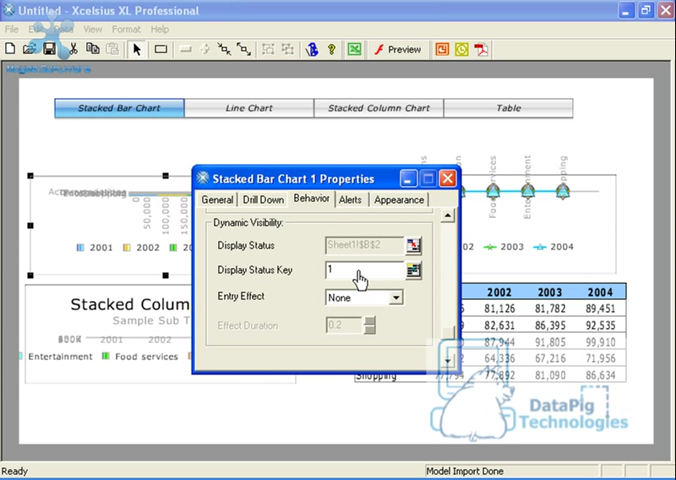 Untitled - Xcelsius XL Professional
File View Format Help
Preview
Stacked Bar Chart Line Chart Stacked Column Chart Table
50,000
100,000
150,000
2001 2002
Stacked Bar Chart 1 Properties
General Drill Down Behavior Alerts Appearance
Dynamic Visibility:
Display Status Sheet1!$B$2
Display Status Key 1
Entry Effect None
Effect Duration 0.2
Food Services
Shopping
2003 2004
Stacked Colum
Sample Sub T
2001 2002
Entertainment Food services
2002 2003 2004
81,126 81,782 89,451
82,631 86,395 92,535
87,944 91,805 99,910
64,336 67,216 71,956
Shopping 77,794 77,892 81,090 86,634
DataPig
Technologies
Ready Model Import Done